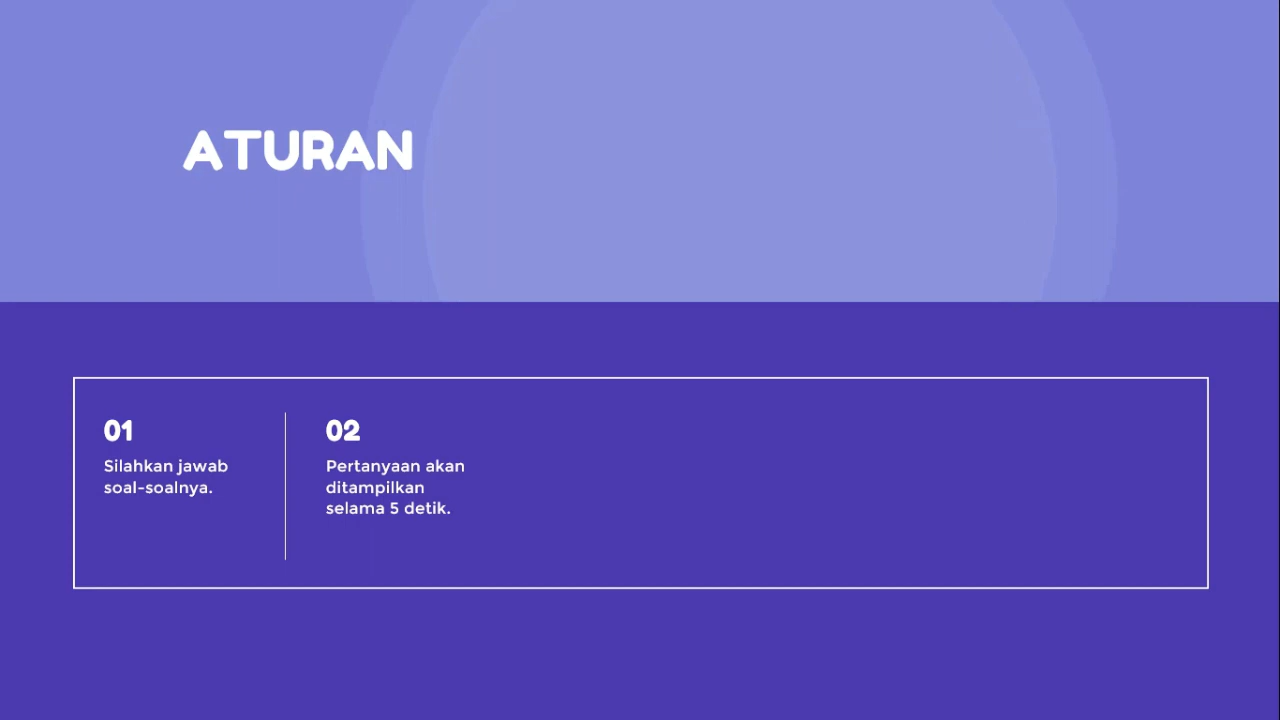 ATURAN
01
Silahkan jawab
soal-soalnya.
02
Pertanyaan akan
ditampilkan
selama 5 detik.